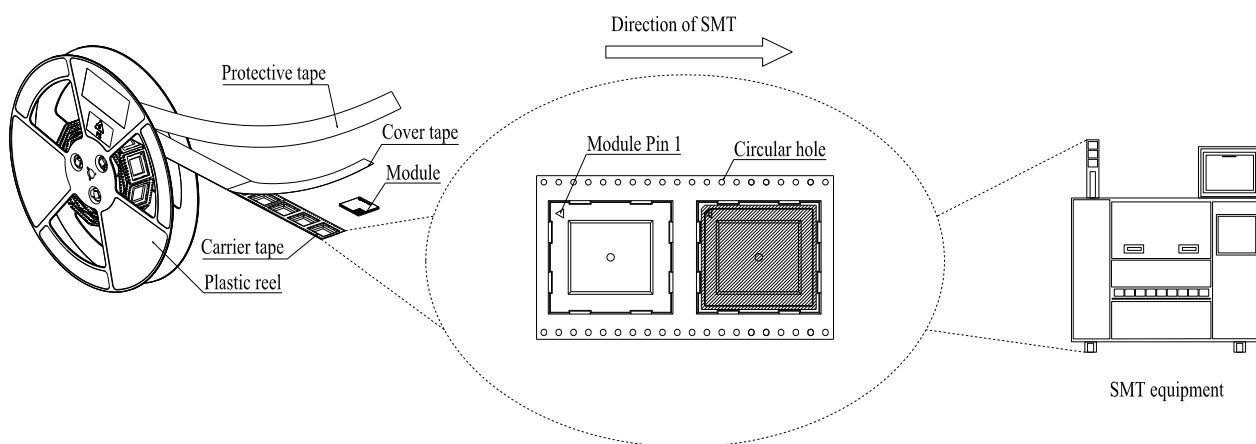 Direction of SMT
Protective tape
Cover tape
Module
Module Pin 1
Circular hole
Carrier tape
Plastic reel
SMT equipment